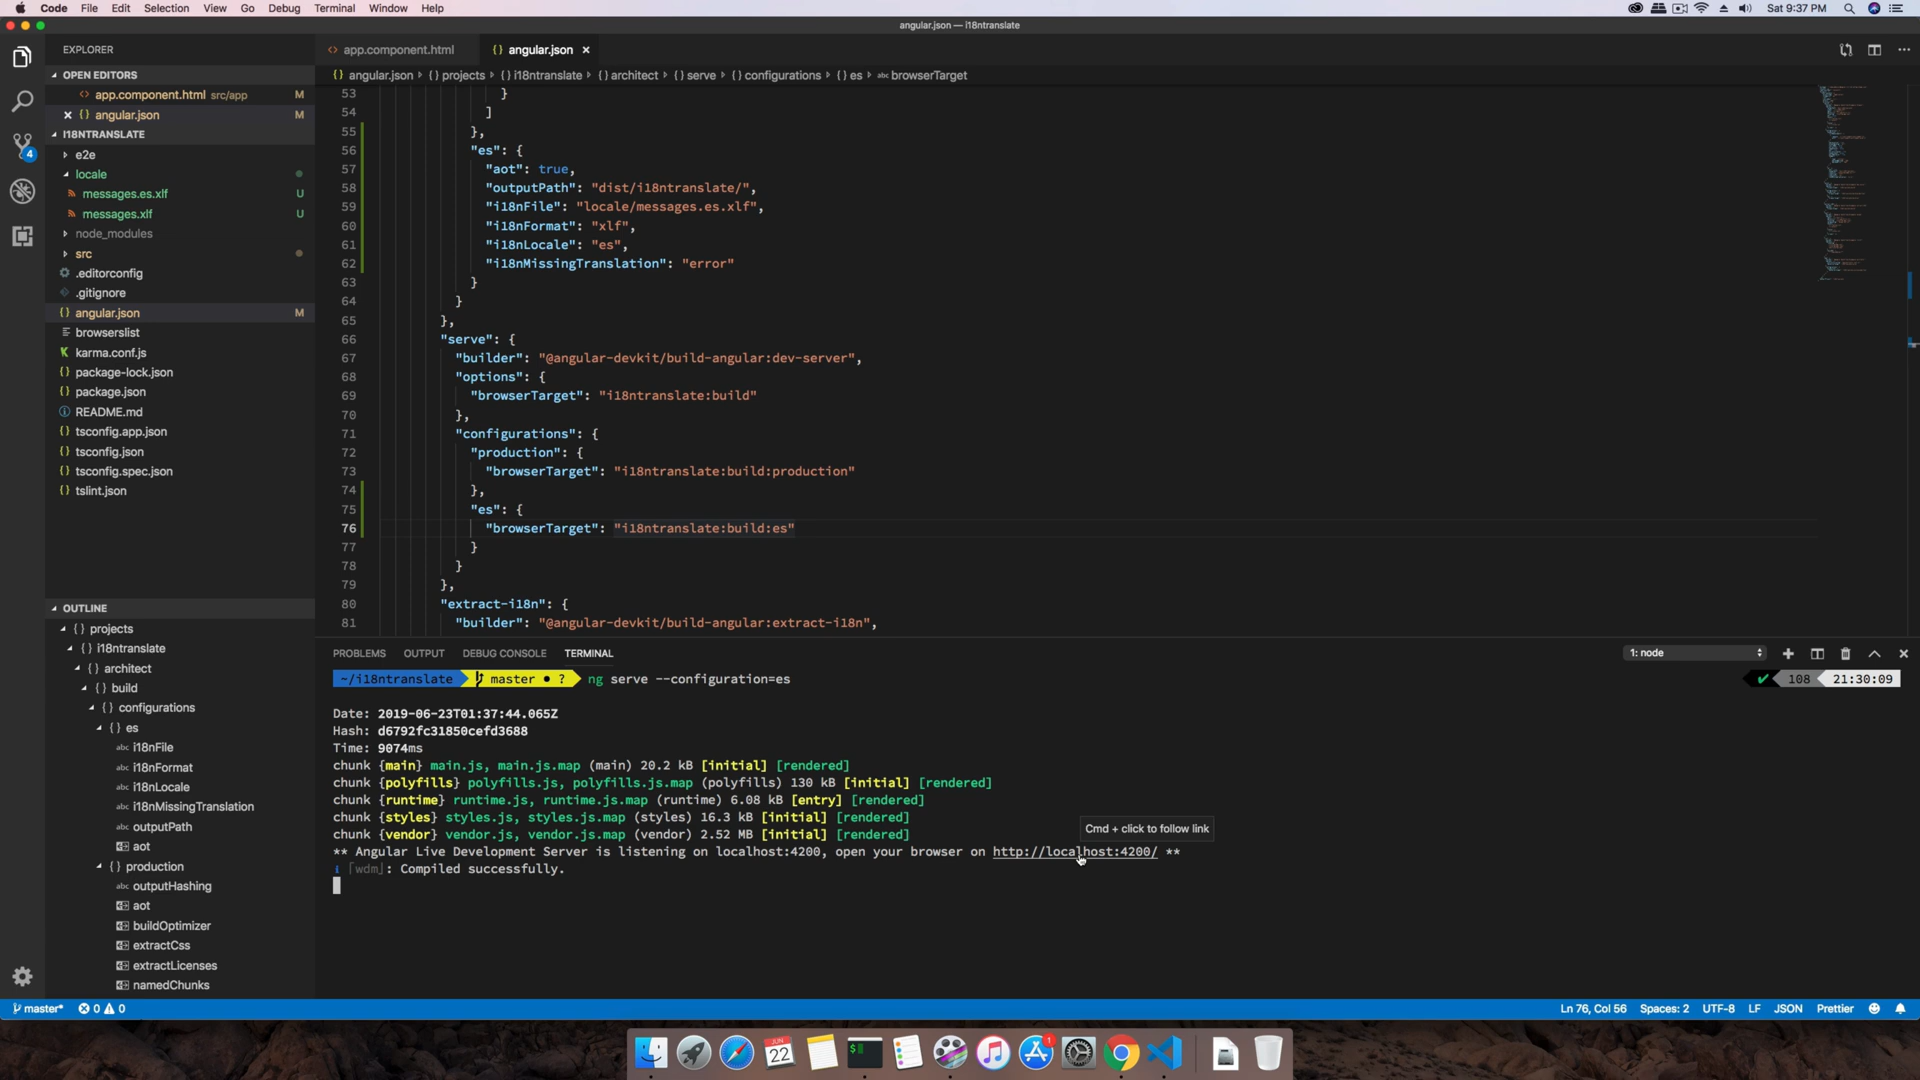 Code File Edit Selection View Go Debug Terminal Window Help
Sat 9:37 PM
angular.json — i18ntranslate
EXPLORER
OPEN EDITORS
app.component.html src/app M
angular.json M
I18NTRANSLATE
e2e
locale
messages.es.xlf U
messages.xlf U
node_modules
src
.editorconfig
.gitignore
angular.json M
browserslist
karma.conf.js
package-lock.json
package.json
README.md
tsconfig.app.json
tsconfig.json
tsconfig.spec.json
tslint.json
4
OUTLINE
{} projects
{} i18ntranslate
{} architect
{} build
{} configurations
{} es
abc i18nFile
abc i18nFormat
abc i18nLocale
abc i18nMissingTranslation
abc outputPath
abc aot
{} production
outputHashing
aot
buildOptimizer
extractCss
extractLicenses
namedChunks
<> app.component.html
{} angular.json ×
{} angular.json › {} projects › {} i18ntranslate › {} architect › {} serve › {} configurations › {} es › abc browserTarget
53 }
54 ]
55 },
56 "es": {
57 "aot": true,
58 "outputPath": "dist/i18ntranslate/",
59 "i18nFile": "locale/messages.es.xlf",
60 "i18nFormat": "xlf",
61 "i18nLocale": "es",
62 "i18nMissingTranslation": "error"
63 }
64 }
65 },
66 "serve": {
67 "builder": "@angular-devkit/build-angular:dev-server",
68 "options": {
69 "browserTarget": "i18ntranslate:build"
70 },
71 "configurations": {
72 "production": {
73 "browserTarget": "i18ntranslate:build:production"
74 },
75 "es": {
76 "browserTarget": "i18ntranslate:build:es"
77 }
78 }
79 },
80 "extract-i18n": {
81 "builder": "@angular-devkit/build-angular:extract-i18n",
PROBLEMS OUTPUT DEBUG CONSOLE TERMINAL
1: node
~/i18ntranslate master ● ? ng serve --configuration=es
✔ 108 21:30:09
Date: 2019-06-23T01:37:44.065Z
Hash: d6792fc31850cefd3688
Time: 9074ms
chunk {main} main.js, main.js.map (main) 20.2 kB [initial] [rendered]
chunk {polyfills} polyfills.js, polyfills.js.map (polyfills) 130 kB [initial] [rendered]
chunk {runtime} runtime.js, runtime.js.map (runtime) 6.08 kB [entry] [rendered]
chunk {styles} styles.js, styles.js.map (styles) 16.3 kB [initial] [rendered]
chunk {vendor} vendor.js, vendor.js.map (vendor) 2.52 MB [initial] [rendered]
Cmd + click to follow link
** Angular Live Development Server is listening on localhost:4200, open your browser on http://localhost:4200/ **
ℹ ｢wdm｣: Compiled successfully.
master* 0 0
Ln 76, Col 56 Spaces: 2 UTF-8 LF JSON Prettier
JUN
22
1